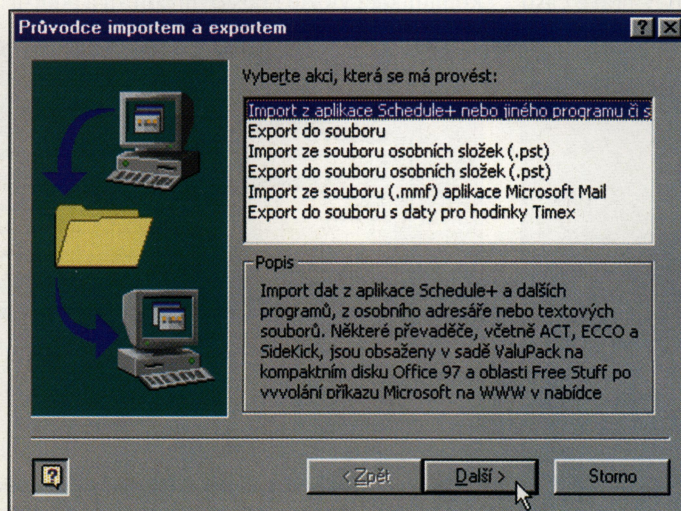 Průvodce importem a exportem
Vyberte akci, která se má provést:
Import z aplikace Schedule+ nebo jiného programu či s
Export do souboru
Import ze souboru osobních složek (.pst)
Export do souboru osobních složek (.pst)
Import ze souboru (.mmf) aplikace Microsoft Mail
Export do souboru s daty pro hodinky Timex
Popis
Import dat z aplikace Schedule+ a dalších
programů, z osobního adresáře nebo textových
souborů. Některé převaděče, včetně ACT, ECCO a
SideKick, jsou obsaženy v sadě ValuPack na
kompaktním disku Office 97 a oblasti Free Stuff po
vyvolání příkazu Microsoft na WWW v nabídce
< Zpět
Další >
Storno